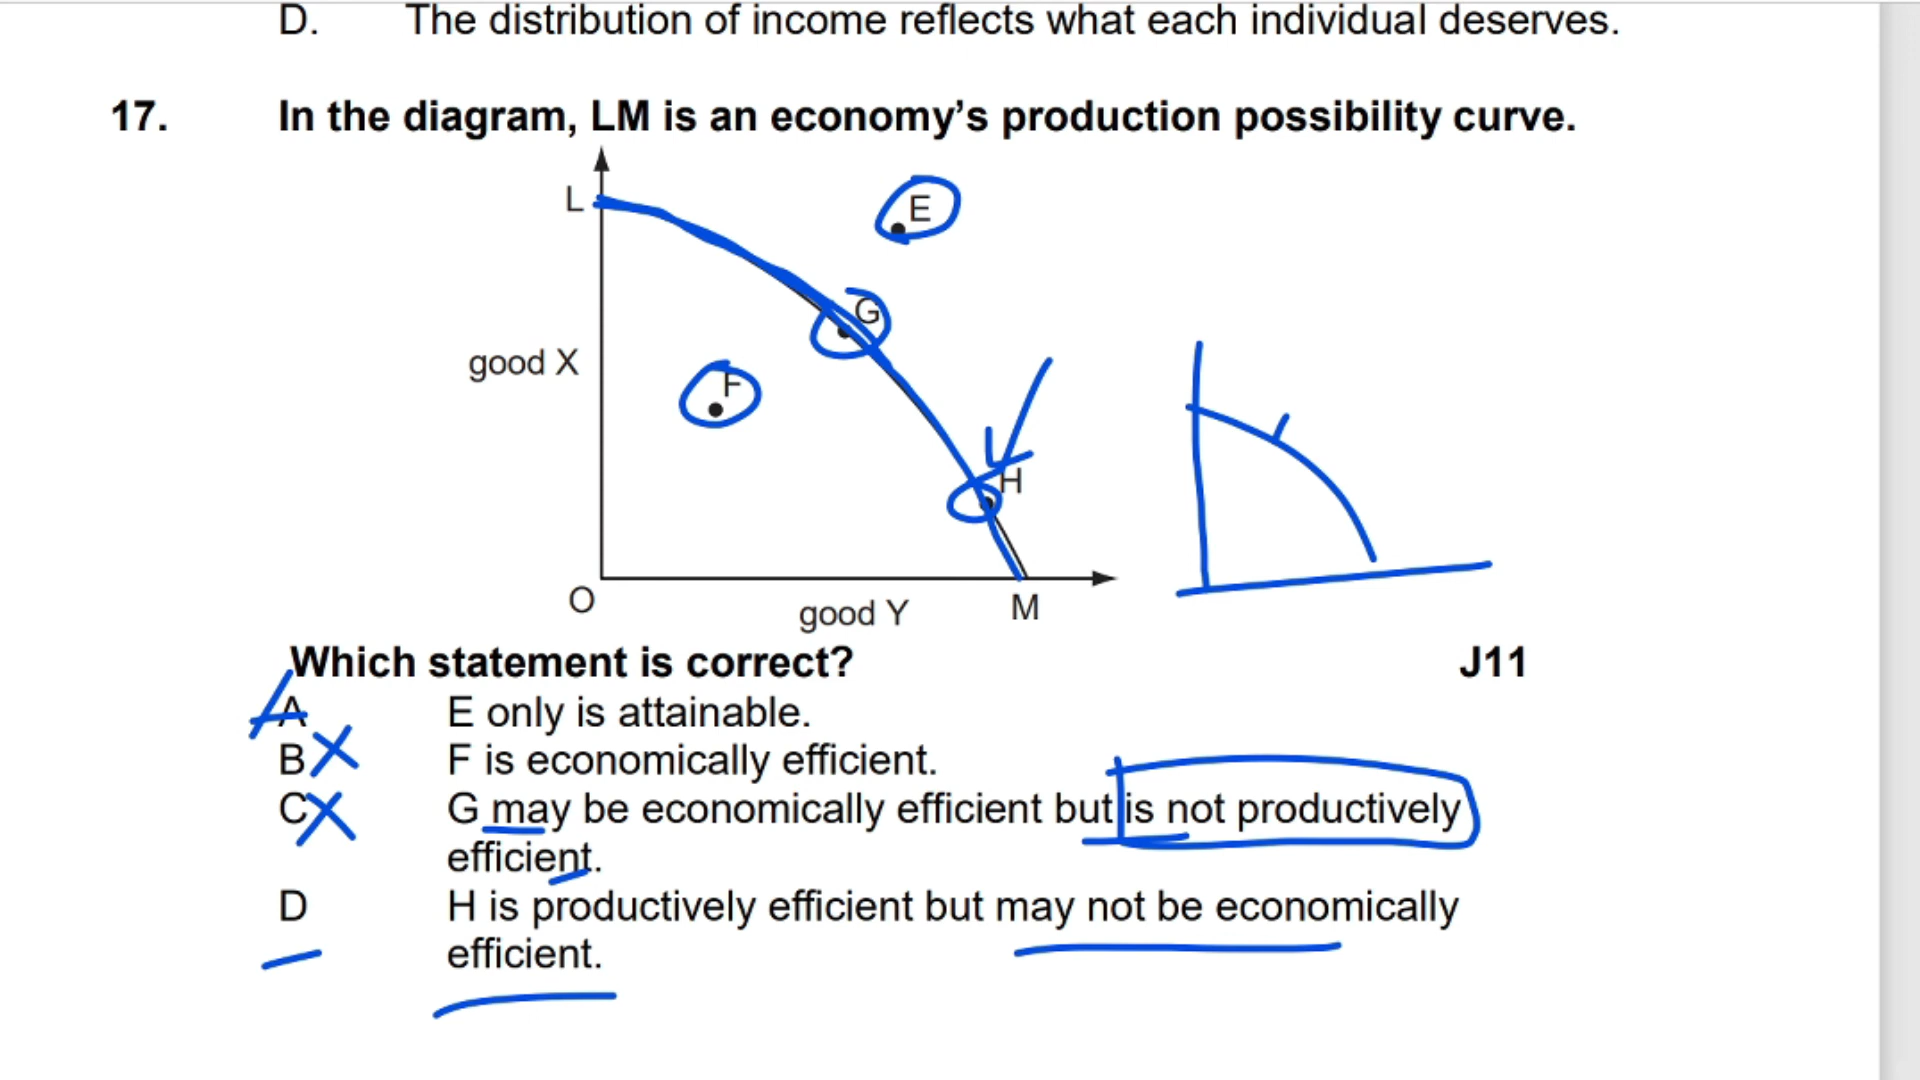 D. The distribution of income reflects what each individual deserves.
17. In the diagram, LM is an economy’s production possibility curve.
L
E
G
good X
F
H
O
good Y
M
Which statement is correct? J11
A E only is attainable.
B F is economically efficient.
C G may be economically efficient but is not productively
efficient.
D H is productively efficient but may not be economically
efficient.